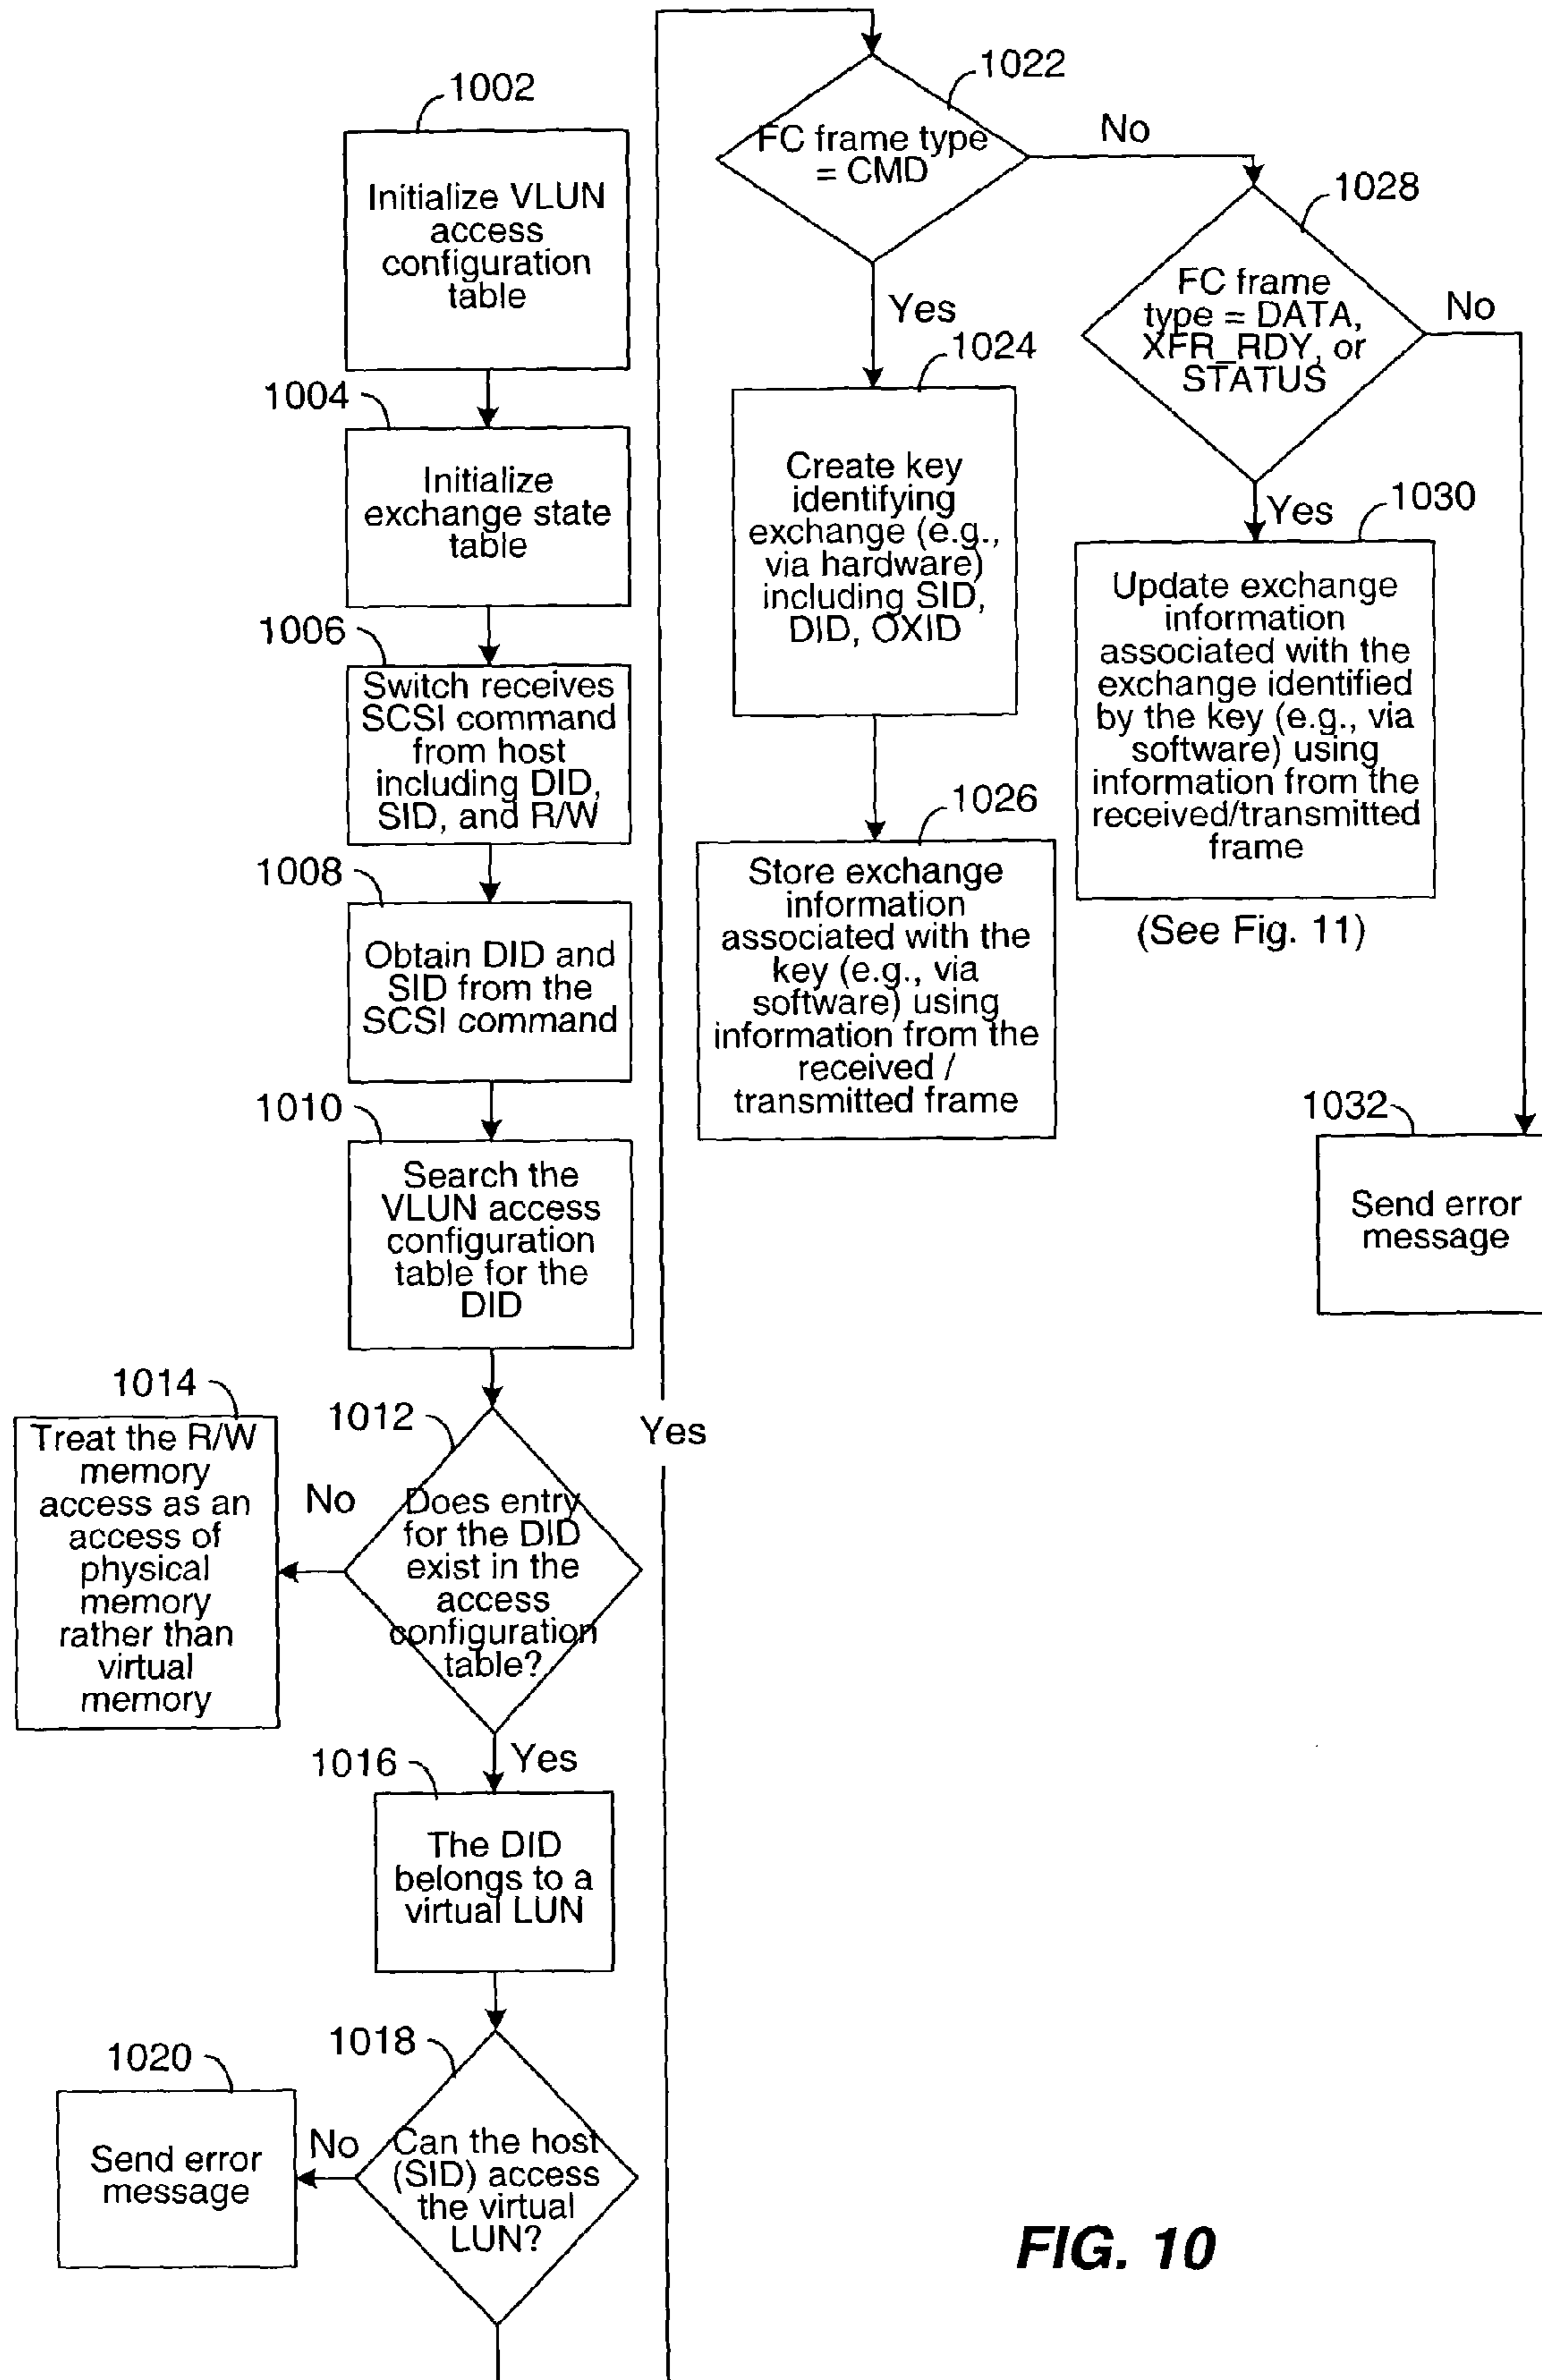 1002
Initialize VLUN
access
configuration
table
1004
Initialize
exchange state
table
1006
Switch receives
SCSI command
from host
including DID,
SID, and R/W
1008
Obtain DID and
SID from the
SCSI command
1010
Search the
VLUN access
configuration
table for the
DID
1012
Does entry
for the DID
exist in the
access
configuration
table?
No
1014
Treat the R/W
memory
access as an
access of
physical
memory
rather than
virtual
memory
Yes
1016
The DID
belongs to a
virtual LUN
1018
Can the host
(SID) access
the virtual
LUN?
No
1020
Send error
message
Yes
1022
FC frame type
= CMD
No
Yes
1024
Create key
identifying
exchange (e.g.,
via hardware)
including SID,
DID, OXID
1026
Store exchange
information
associated with the
key (e.g., via
software) using
information from the
received /
transmitted frame
1028
FC frame
type = DATA,
XFR_RDY, or
STATUS
No
Yes
1030
Update exchange
information
associated with the
exchange identified
by the key (e.g., via
software) using
information from the
received/transmitted
frame
(See Fig. 11)
1032
Send error
message
FIG. 10